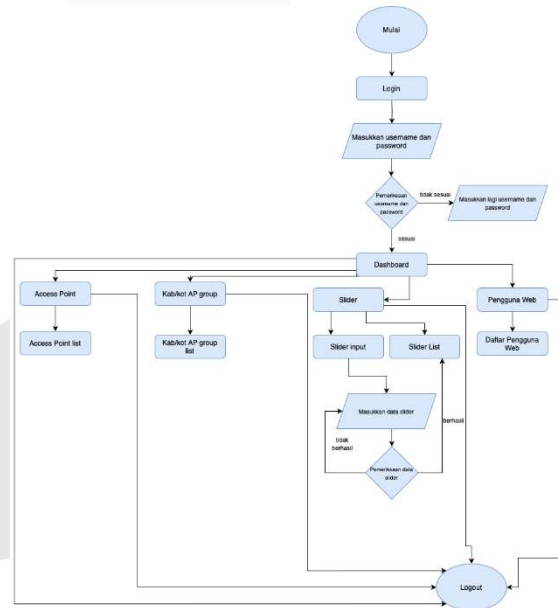 Mulai
Login
Masukkan username dan
password
Pemeriksaan
username dan
password
tidak sesuai
Masukkan lagi username dan
password
sesuai
Dashboard
Access Point
Kab/kot AP group
Slider
Pengguna Web
Access Point list
Kab/kot AP group
list
Slider input
Slider List
Daftar Pengguna
Web
Masukkan data slider
tidak
berhasil
berhasil
Pemeriksaan data
slider
Logout